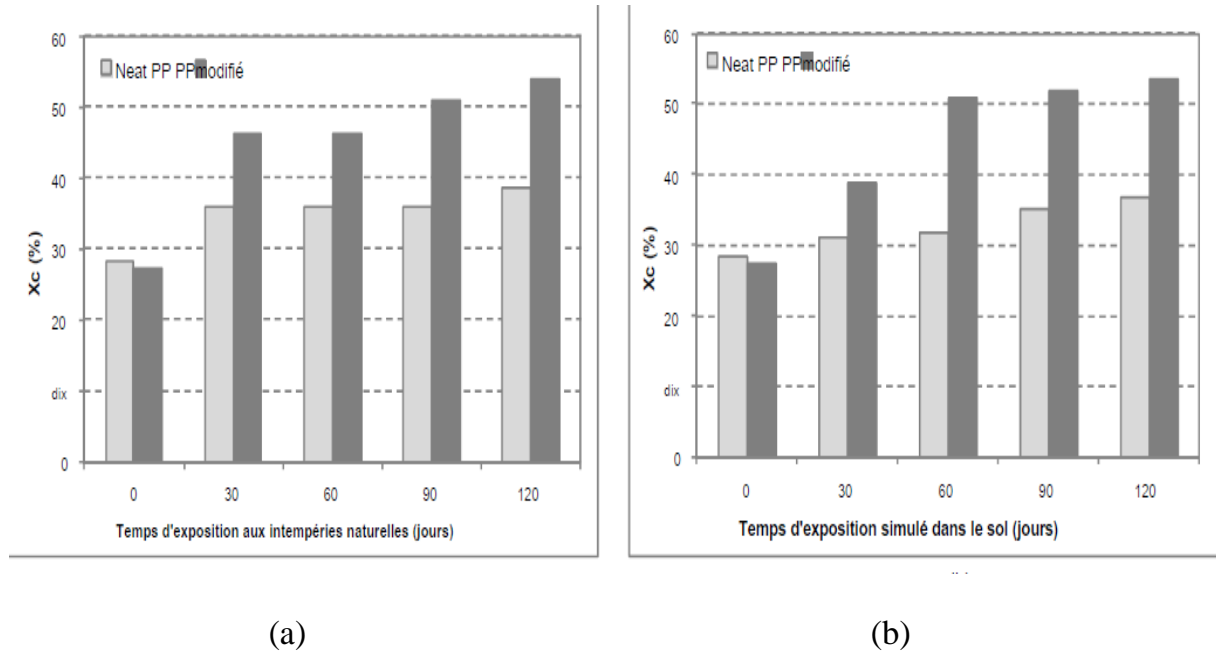 60
Neat PP PPmodifié
50
40
30
20
dix
0
Xc (%)
0 30 60 90 120
Temps d'exposition aux intempéries naturelles (jours)
(a)
60
Neat PP PPmodifié
50
40
30
20
dix
0
Xc (%)
0 30 60 90 120
Temps d'exposition simulé dans le sol (jours)
(b)